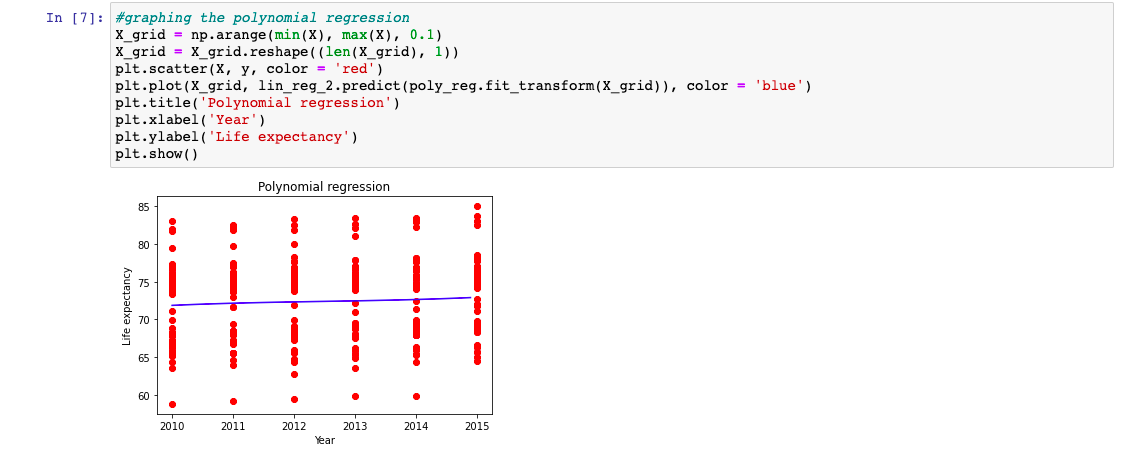 In [7]: #graphing the polynomial regression
X_grid = np.arange(min(X), max(X), 0.1)
X_grid = X_grid.reshape((len(X_grid), 1))
plt.scatter(X, y, color = 'red')
plt.plot(X_grid, lin_reg_2.predict(poly_reg.fit_transform(X_grid)), color = 'blue')
plt.title('Polynomial regression')
plt.xlabel('Year')
plt.ylabel('Life expectancy')
plt.show()
Polynomial regression
85
80
75
70
65
60
Life expectancy
2010 2011 2012 2013 2014 2015
Year